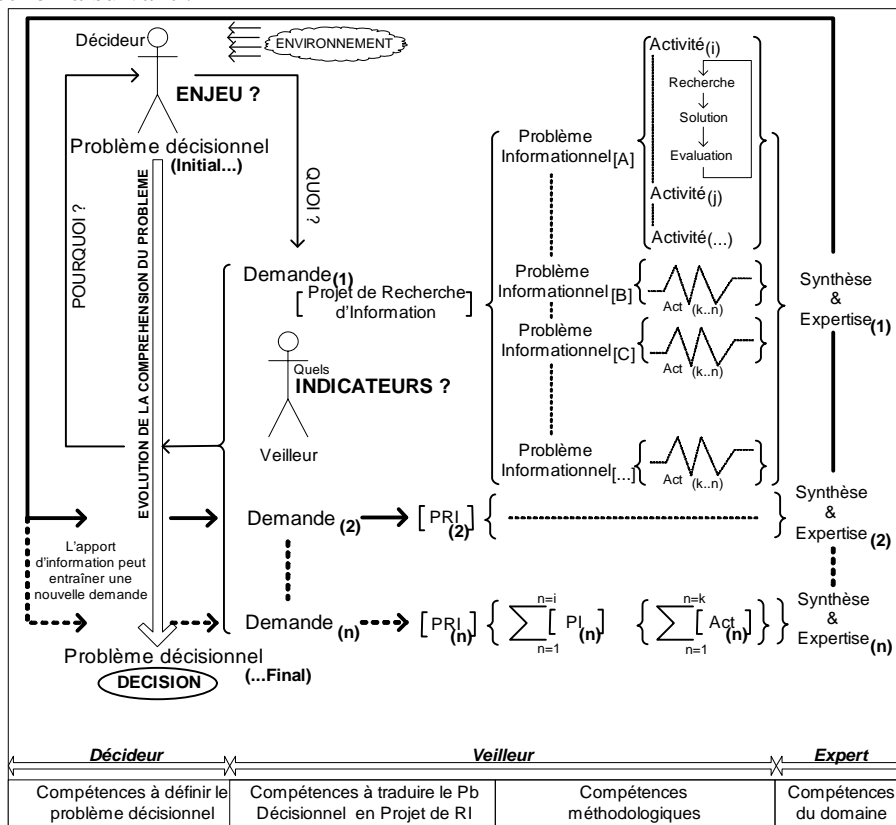 Décideur
ENVIRONNEMENT
ENJEU ?
Problème décisionnel
(Initial...)
POURQUOI ?
EVOLUTION DE LA COMPREHENSION DU PROBLEME
QUOI ?
Demande(1)
[Projet de Recherche
d'Information]
Quels
INDICATEURS ?
Veilleur
Problème
Informationnel[A]
Activité(i)
Recherche
Solution
Evaluation
Activité(j)
Activité(...)
Problème
Informationnel[B]
Act (k..n)
Problème
Informationnel[C]
Act (k..n)
Problème
Informationnel[...]
Act (k..n)
Synthèse
&
Expertise(1)
Demande(2)
[PRI](2)
Synthèse
&
Expertise(2)
L'apport
d'information peut
entraîner une
nouvelle demande
Demande(n)
[PRI](n)
n=i
∑[PI](n)
n=1
n=k
∑[Act](n)
n=1
Synthèse
&
Expertise(n)
Problème décisionnel
(...Final)
DECISION
Décideur
Veilleur
Expert
Compétences à définir le
problème décisionnel
Compétences à traduire le Pb
Décisionnel en Projet de RI
Compétences
méthodologiques
Compétences
du domaine